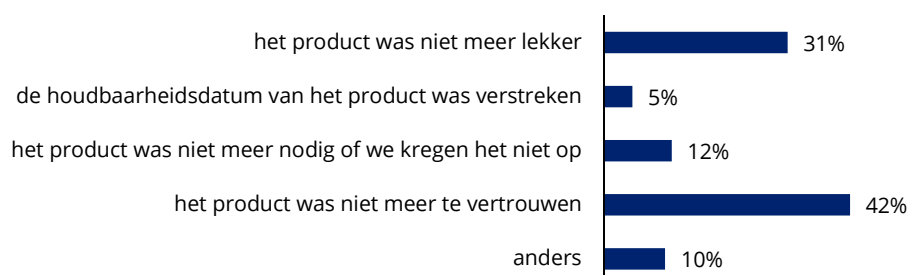 het product was niet meer lekker 31%
de houdbaarheidsdatum van het product was verstreken 5%
het product was niet meer nodig of we kregen het niet op 12%
het product was niet meer te vertrouwen 42%
anders 10%